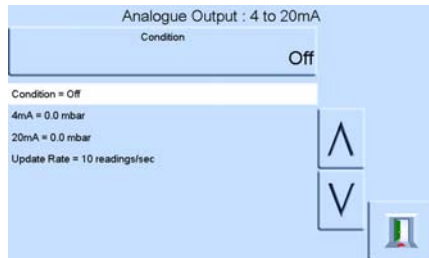 Analogue Output : 4 to 20mA
Condition
Off
Condition = Off
4mA = 0.0 mbar
20mA = 0.0 mbar
Update Rate = 10 readings/sec